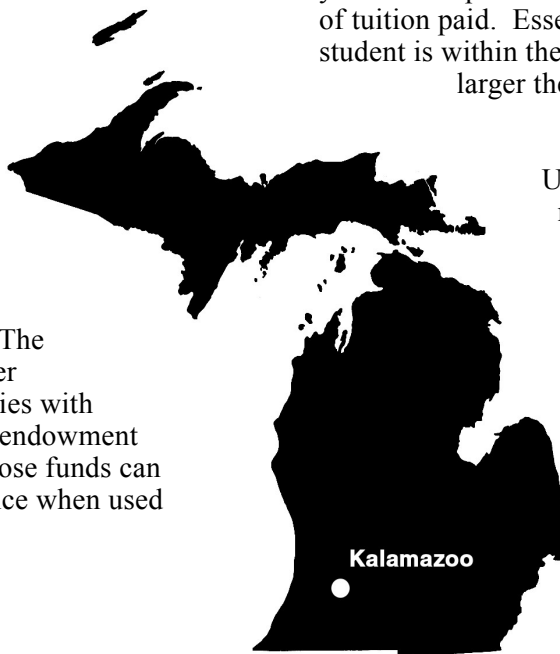 of tuition paid. Esse
student is within the
larger the
U
The
er
ies with
endowment
ose funds can
ce when used
Kalamazoo